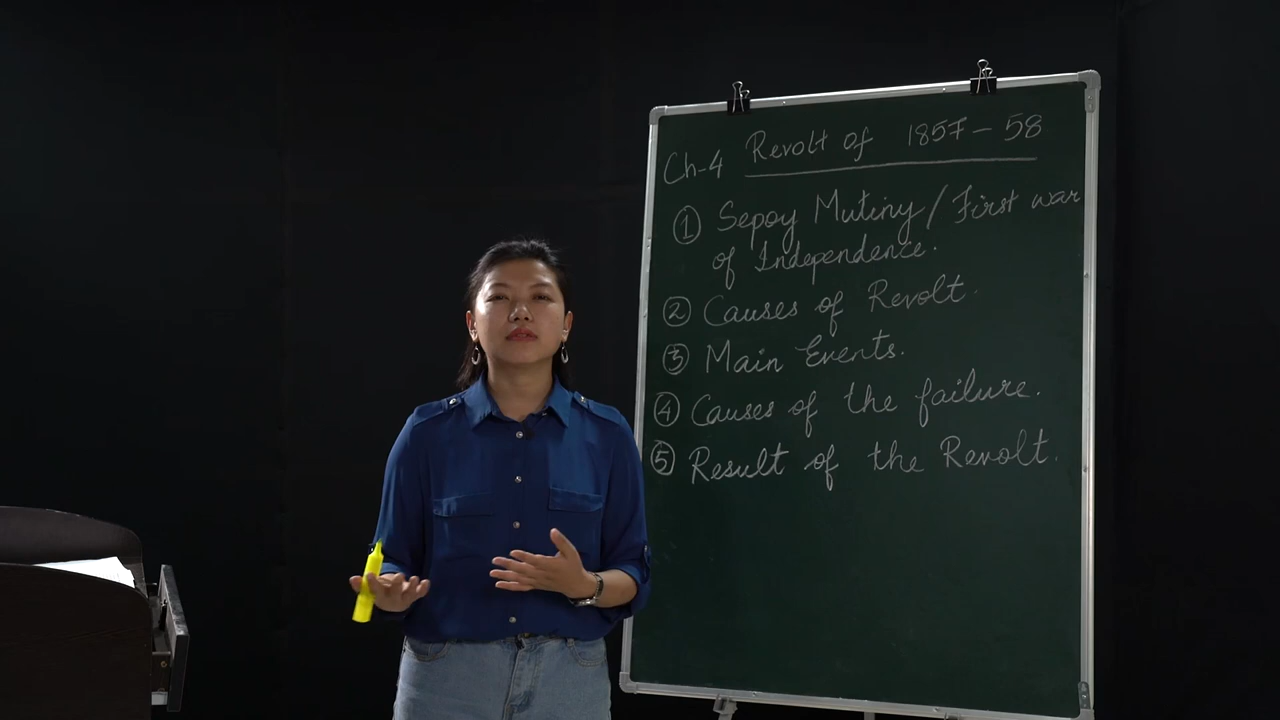 Ch-4 Revolt of 1857-58
① Sepoy Mutiny / First war
of Independence.
② Causes of Revolt.
③ Main Events.
④ Causes of the failure.
⑤ Result of the Revolt.